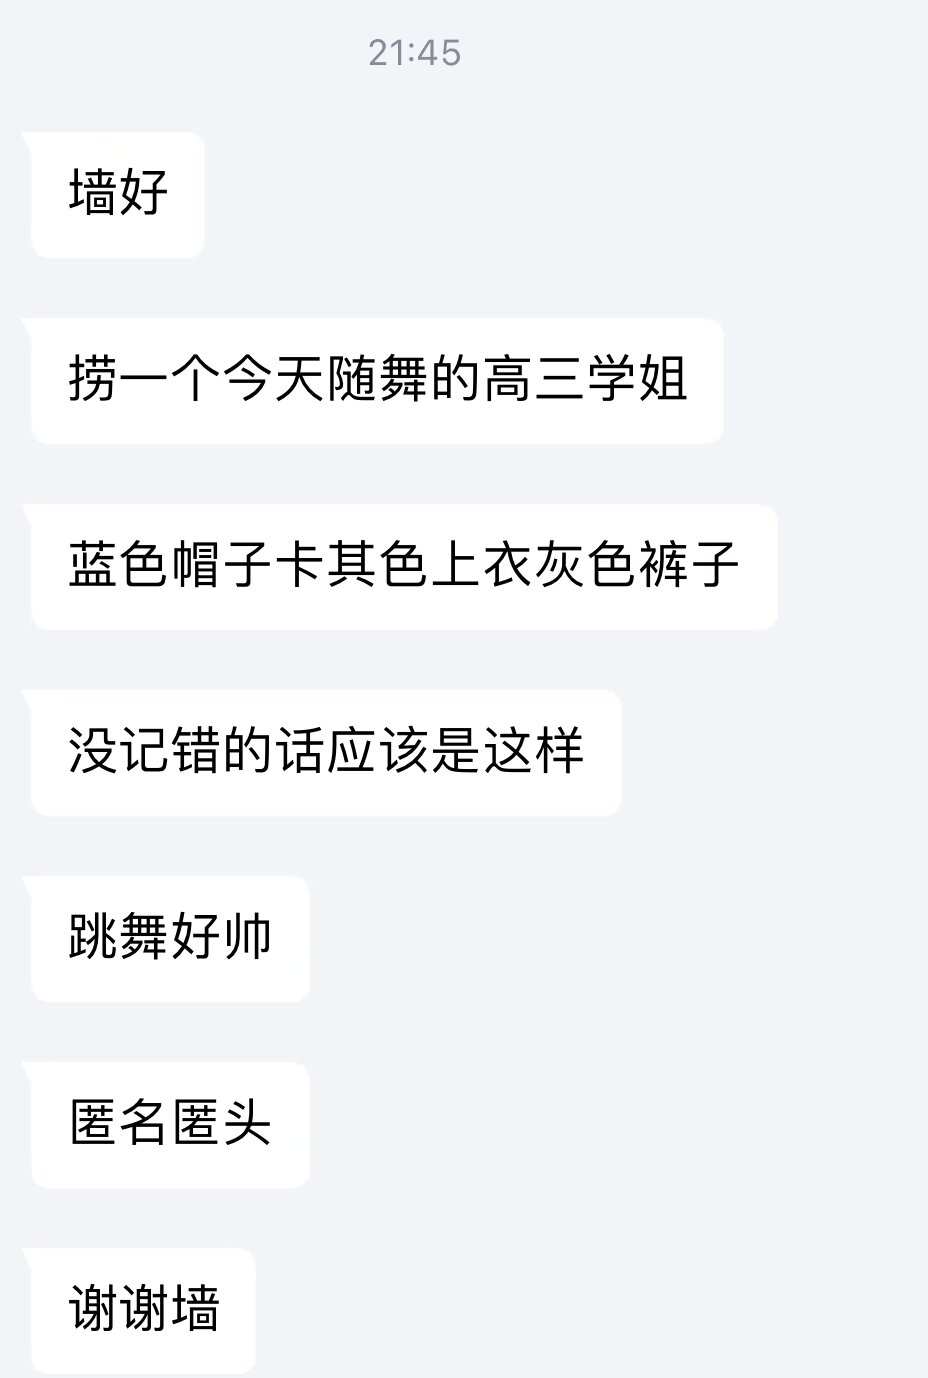 21:45
墙好
捞一个今天随舞的高三学姐
蓝色帽子卡其色上衣灰色裤子
没记错的话应该是这样
跳舞好帅
匿名匿头
谢谢墙